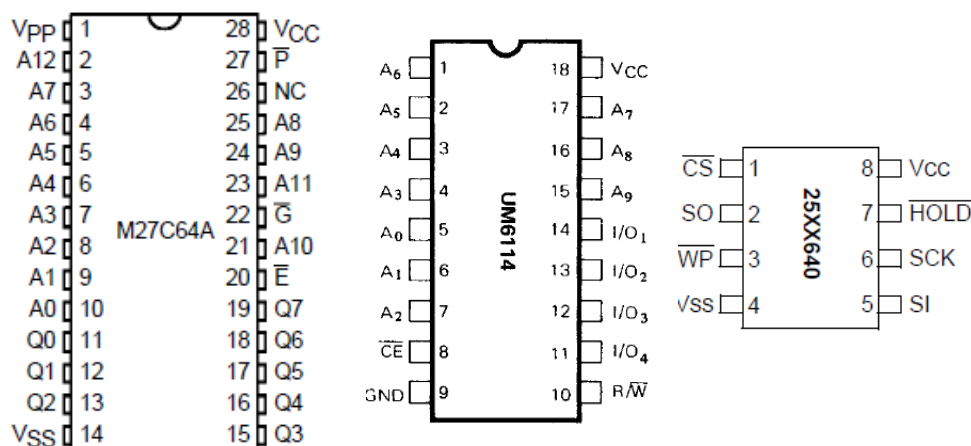 VPP 1 28 VCC
A12 2 27 P̅
A7 3 26 NC
A6 4 25 A8
A5 5 24 A9
A4 6 23 A11
A3 7 22 G̅
M27C64A
A2 8 21 A10
A1 9 20 E̅
A0 10 19 Q7
Q0 11 18 Q6
Q1 12 17 Q5
Q2 13 16 Q4
VSS 14 15 Q3
A6 1 18 VCC
A5 2 17 A7
A4 3 16 A8
A3 4 15 A9
UM6114
A0 5 14 I/O1
A1 6 13 I/O2
A2 7 12 I/O3
C̅E̅ 8 11 I/O4
GND 9 10 R/W̅
C̅S̅ 1 8 VCC
SO 2 7 H̅O̅L̅D̅
25XX640
W̅P̅ 3 6 SCK
VSS 4 5 SI